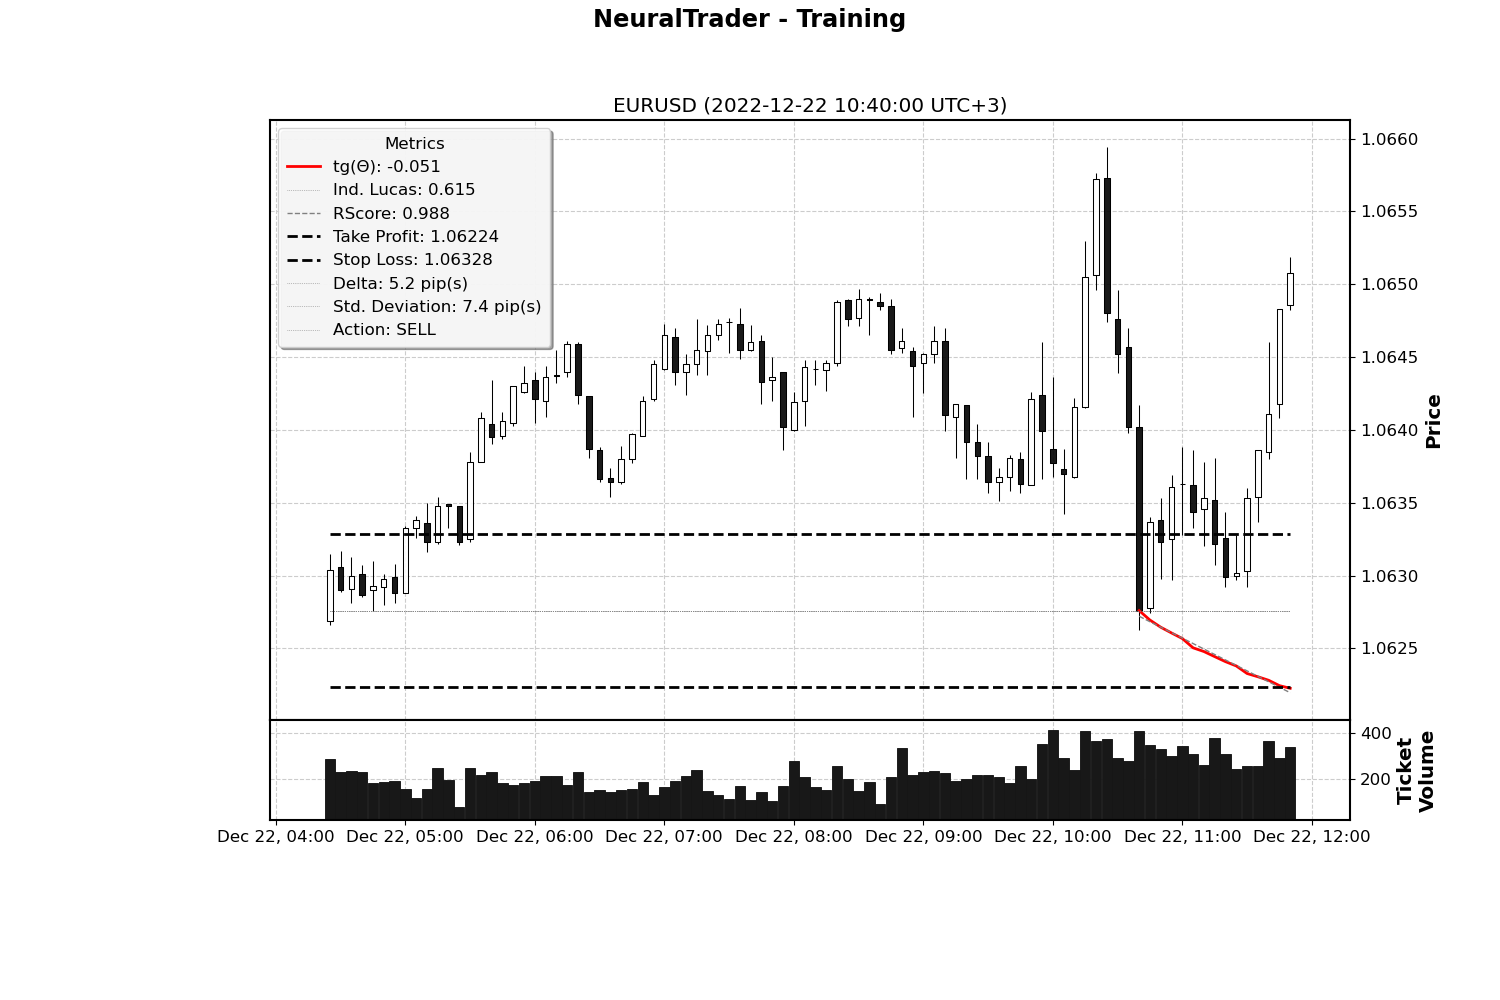 NeuralTrader - Training
EURUSD (2022-12-22 10:40:00 UTC+3)
Metrics
tg(Θ): -0.051
Ind. Lucas: 0.615
RScore: 0.988
Take Profit: 1.06224
Stop Loss: 1.06328
Delta: 5.2 pip(s)
Std. Deviation: 7.4 pip(s)
Action: SELL
1.0660
1.0655
1.0650
1.0645
1.0640
1.0635
1.0630
1.0625
Price
400
200
Ticket
Volume
Dec 22, 04:00 Dec 22, 05:00 Dec 22, 06:00 Dec 22, 07:00 Dec 22, 08:00 Dec 22, 09:00 Dec 22, 10:00 Dec 22, 11:00 Dec 22, 12:00